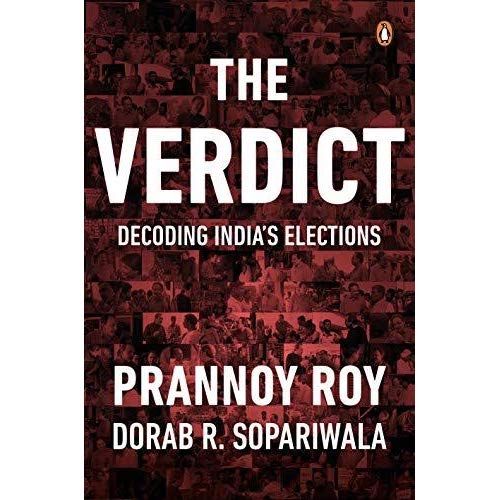 THE
VERDICT
DECODING INDIA'S ELECTIONS
PRANNOY ROY
DORAB R. SOPARIWALA